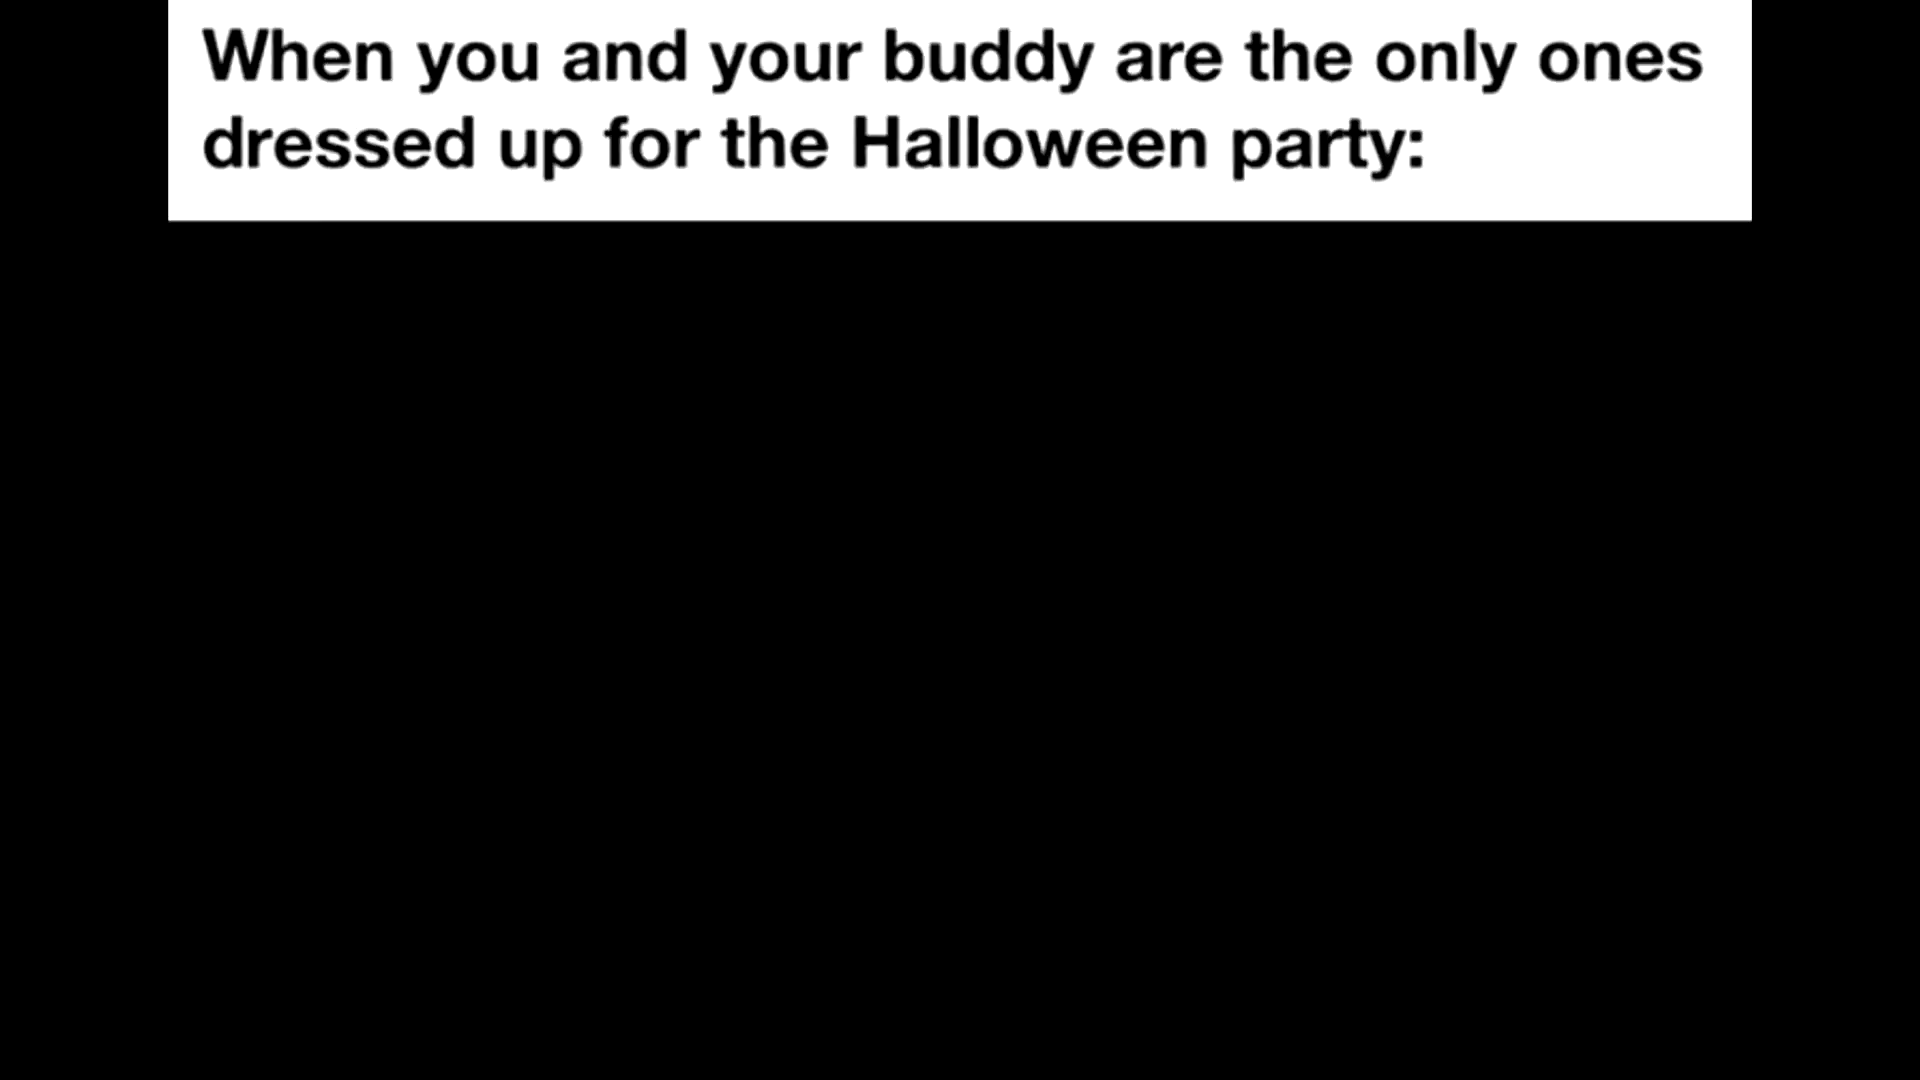 When you and your buddy are the only ones
dressed up for the Halloween party: